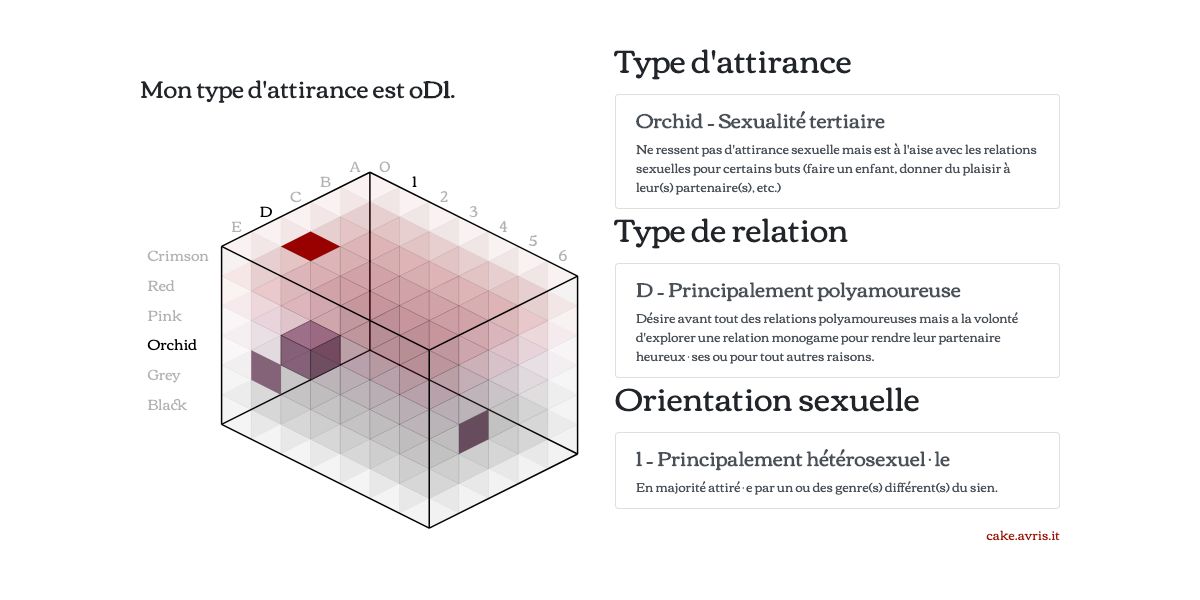 Mon type d'attirance est oD1.
A
B
C
D
E
O
1
2
3
4
5
6
Crimson
Red
Pink
Orchid
Grey
Black
Type d'attirance
Orchid - Sexualité tertiaire
Ne ressent pas d'attirance sexuelle mais est à l'aise avec les relations
sexuelles pour certains buts (faire un enfant, donner du plaisir à
leur(s) partenaire(s), etc.)
Type de relation
D - Principalement polyamoureuse
Désire avant tout des relations polyamoureuses mais a la volonté
d'explorer une relation monogame pour rendre leur partenaire
heureux·ses ou pour tout autres raisons.
Orientation sexuelle
1 - Principalement hétérosexuel·le
En majorité attiré·e par un ou des genre(s) différent(s) du sien.
cake.avris.it